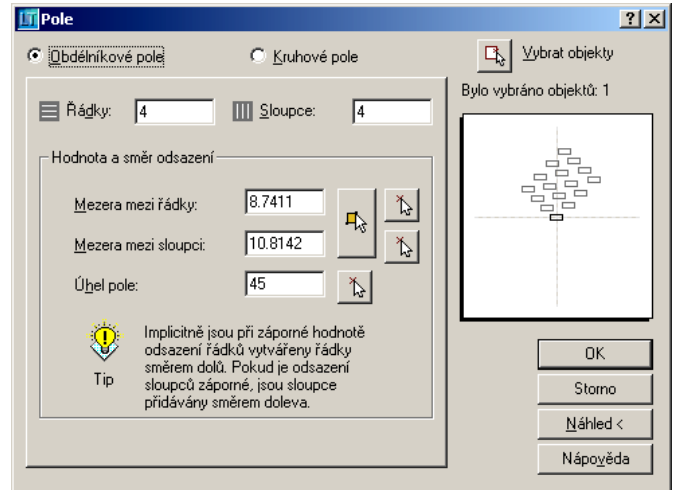 LT Pole
Obdélníkové pole
Kruhové pole
Vybrat objekty
Bylo vybráno objektů: 1
Řádky: 4
Sloupce: 4
Hodnota a směr odsazení
Mezera mezi řádky: 8.7411
Mezera mezi sloupci: 10.8142
Úhel pole: 45
Tip
Implicitně jsou při záporné hodnotě
odsazení řádků vytvářeny řádky
směrem dolů. Pokud je odsazení
sloupců záporné, jsou sloupce
přidávány směrem doleva.
OK
Storno
Náhled <
Nápověda